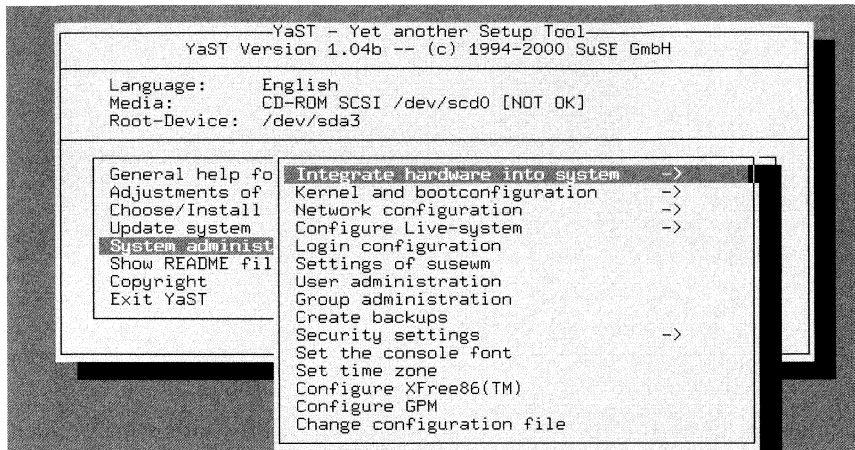 YaST - Yet another Setup Tool
YaST Version 1.04b -- (c) 1994-2000 SuSE GmbH
Language: English
Media: CD-ROM SCSI /dev/scd0 [NOT OK]
Root-Device: /dev/sda3
General help fo
Adjustments of
Choose/Install
Update system
System administ
Show README fil
Copyright
Exit YaST
Integrate hardware into system ->
Kernel and bootconfiguration ->
Network configuration ->
Configure Live-system ->
Login configuration
Settings of susewm
User administration
Group administration
Create backups
Security settings ->
Set the console font
Set time zone
Configure XFree86(TM)
Configure GPM
Change configuration file